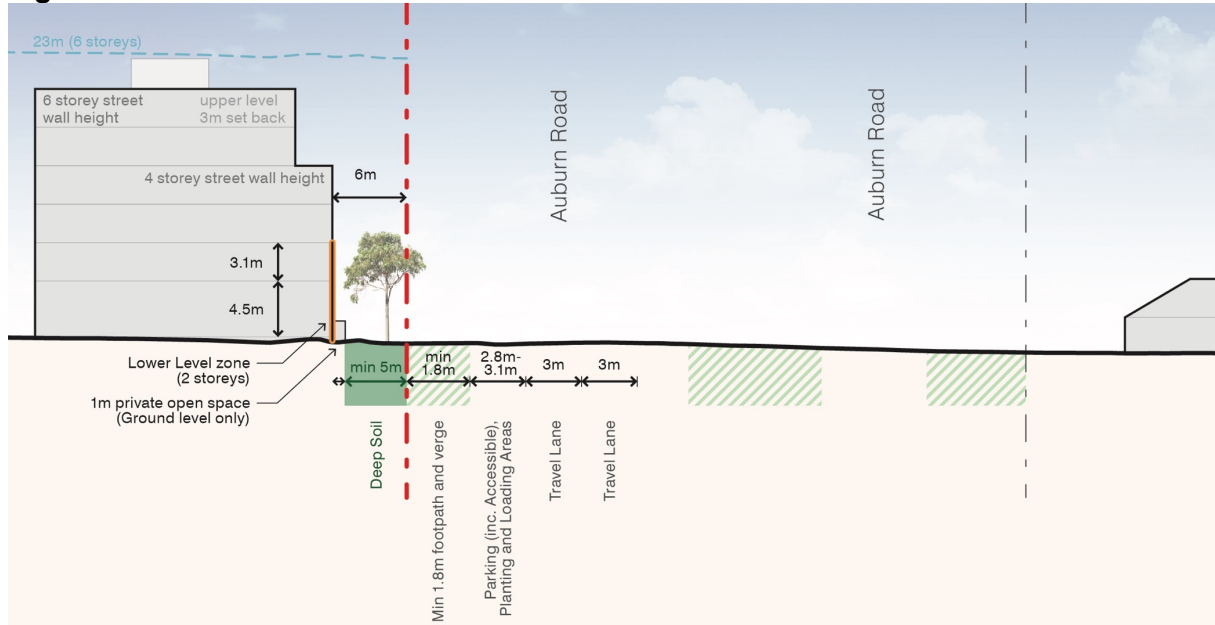 23m (6 storeys)
6 storey street
wall height
upper level
3m set back
4 storey street wall height
6m
3.1m
4.5m
Auburn Road
Auburn Road
Lower Level zone
(2 storeys)
1m private open space
(Ground level only)
min 5m
min
1.8m
2.8m-
3.1m
3m
3m
Deep Soil
Min 1.8m footpath and verge
Parking (inc. Accessible),
Planting and Loading Areas
Travel Lane
Travel Lane